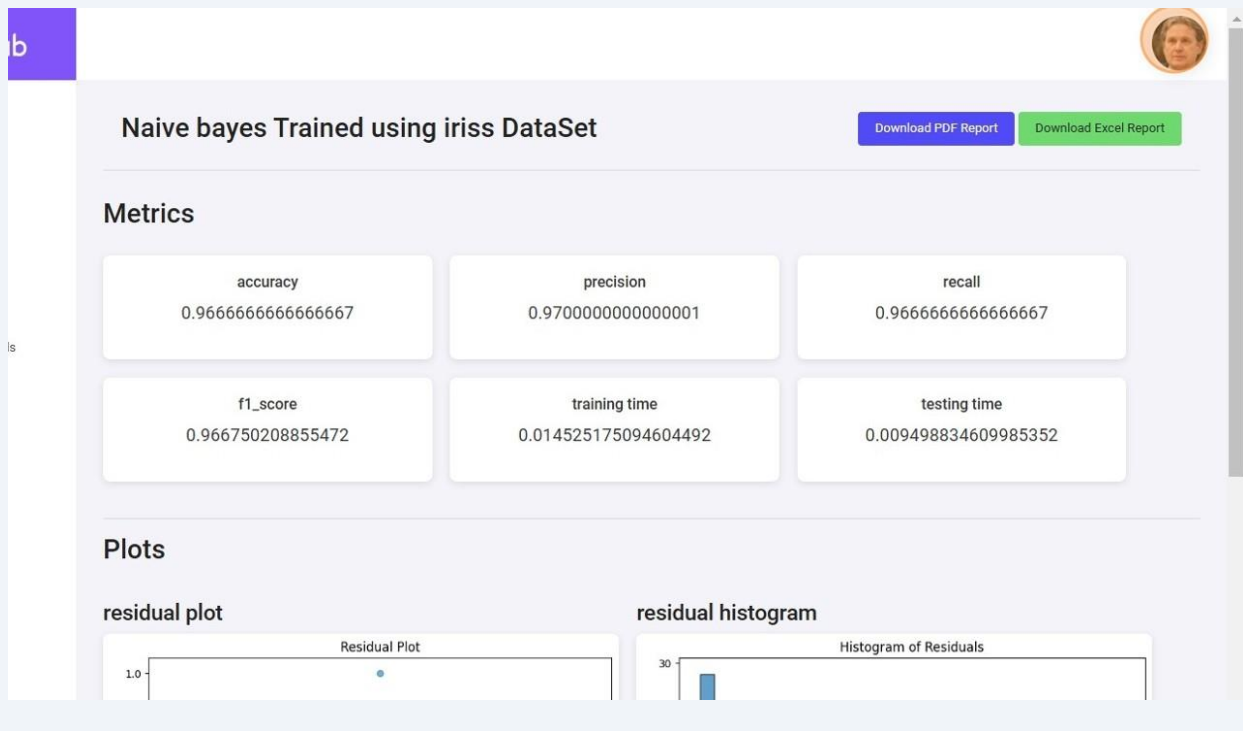 ub
Naive bayes Trained using iriss DataSet
Download PDF Report
Download Excel Report
Metrics
accuracy
0.9666666666666667
precision
0.9700000000000001
recall
0.9666666666666667
ls
f1_score
0.966750208855472
training time
0.014525175094604492
testing time
0.009498834609985352
Plots
residual plot
residual histogram
Residual Plot
1.0
Histogram of Residuals
30